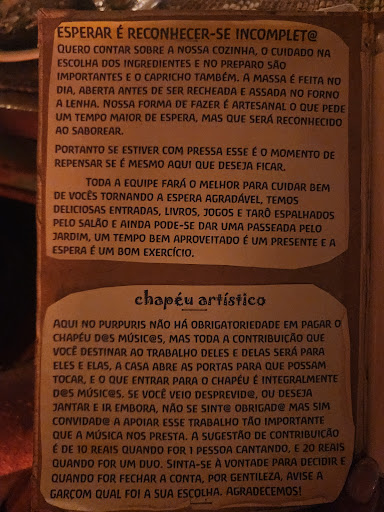 ESPERAR É RECONHECER-SE INCOMPLET@
QUERO CONTAR SOBRE A NOSSA COZINHA, O CUIDADO NA
ESCOLHA DOS INGREDIENTES E NO PREPARO SÃO
IMPORTANTES E O CAPRICHO TAMBÉM. A MASSA É FEITA NO
DIA, ABERTA ANTES DE SER RECHEADA E ASSADA NO FORNO
A LENHA. NOSSA FORMA DE FAZER É ARTESANAL O QUE PEDE
UM TEMPO MAIOR DE ESPERA, MAS QUE SERÁ RECONHECIDO
AO SABOREAR.
PORTANTO SE ESTIVER COM PRESSA ESSE É O MOMENTO DE
REPENSAR SE É MESMO AQUI QUE DESEJA FICAR.
TODA A EQUIPE FARÁ O MELHOR PARA CUIDAR BEM
DE VOCÊS TORNANDO A ESPERA AGRADÁVEL, TEMOS
DELICIOSAS ENTRADAS, LIVROS, JOGOS E TARÔ ESPALHADOS
PELO SALÃO E AINDA PODE-SE DAR UMA PASSEADA PELO
JARDIM, UM TEMPO BEM APROVEITADO É UM PRESENTE E A
ESPERA É UM BOM EXERCÍCIO.
chapéu artístico
AQUI NO PURPURIS NÃO HÁ OBRIGATORIEDADE EM PAGAR O
CHAPÉU D@S MÚSIC@S, MAS TODA A CONTRIBUIÇÃO QUE
VOCÊ DESTINAR AO TRABALHO DELES E DELAS SERÁ PARA
ELES E ELAS, A CASA ABRE AS PORTAS PARA QUE POSSAM
TOCAR, E O QUE ENTRAR PARA O CHAPÉU É INTEGRALMENTE
D@S MÚSIC@S. SE VOCÊ VEIO DESPREVID@, OU DESEJA
JANTAR E IR EMBORA, NÃO SE SINT@ OBRIGAD@ MAS SIM
CONVIDAD@ A APOIAR ESSE TRABALHO TÃO IMPORTANTE
QUE A MÚSICA NOS PRESTA. A SUGESTÃO DE CONTRIBUIÇÃO
É DE 10 REAIS QUANDO FOR 1 PESSOA CANTANDO, E 20 REAIS
QUANDO FOR UM DUO. SINTA-SE À VONTADE PARA DECIDIR E
QUANDO FOR FECHAR A CONTA, POR GENTILEZA, AVISE A
GARÇOM QUAL FOI A SUA ESCOLHA. AGRADECEMOS!